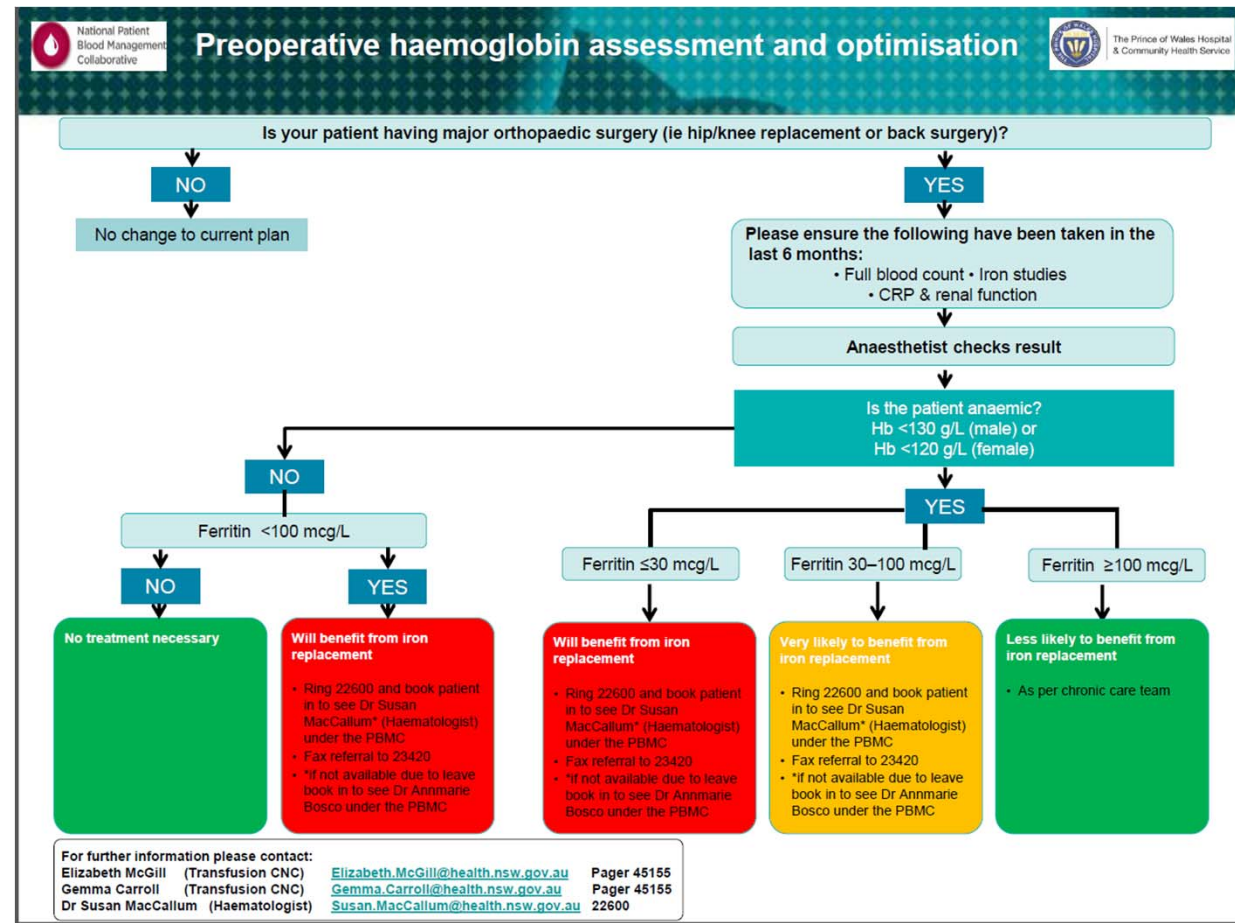 National Patient
Blood Management
Collaborative
Preoperative haemoglobin assessment and optimisation
The Prince of Wales Hospital
& Community Health Service
Is your patient having major orthopaedic surgery (ie hip/knee replacement or back surgery)?
NO
YES
No change to current plan
Please ensure the following have been taken in the
last 6 months:
• Full blood count • Iron studies
• CRP & renal function
Anaesthetist checks result
Is the patient anaemic?
Hb <130 g/L (male) or
Hb <120 g/L (female)
NO
YES
Ferritin <100 mcg/L
Ferritin ≤30 mcg/L
Ferritin 30–100 mcg/L
Ferritin ≥100 mcg/L
NO
YES
No treatment necessary
Will benefit from iron
replacement
• Ring 22600 and book patient
in to see Dr Susan
MacCallum* (Haematologist)
under the PBMC
• Fax referral to 23420
• *if not available due to leave
book in to see Dr Annmarie
Bosco under the PBMC
Will benefit from iron
replacement
• Ring 22600 and book patient
in to see Dr Susan
MacCallum* (Haematologist)
under the PBMC
• Fax referral to 23420
• *if not available due to leave
book in to see Dr Annmarie
Bosco under the PBMC
Very likely to benefit from
iron replacement
• Ring 22600 and book patient
in to see Dr Susan
MacCallum* (Haematologist)
under the PBMC
• Fax referral to 23420
• *if not available due to leave
book in to see Dr Annmarie
Bosco under the PBMC
Less likely to benefit from
iron replacement
• As per chronic care team
For further information please contact:
Elizabeth McGill (Transfusion CNC) Elizabeth.McGill@health.nsw.gov.au Pager 45155
Gemma Carroll (Transfusion CNC) Gemma.Carroll@health.nsw.gov.au Pager 45155
Dr Susan MacCallum (Haematologist) Susan.MacCallum@health.nsw.gov.au 22600